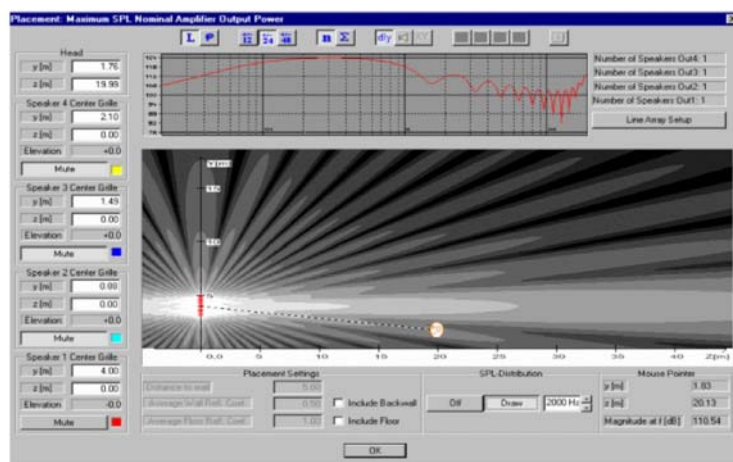 Placement: Maximum SPL Nominal Amplifier Output Power
L P 12 24 48 n Σ dly XY
Head
y [m] 1.76
z [m] 19.99
Speaker 4 Center Grille
y [m] 2.10
z [m] 0.00
Elevation +0.0
Mute
Speaker 3 Center Grille
y [m] 1.49
z [m] 0.00
Elevation +0.0
Mute
Speaker 2 Center Grille
y [m] 0.88
z [m] 0.00
Elevation +0.0
Mute
Speaker 1 Center Grille
y [m] 4.00
z [m] 0.00
Elevation -0.0
Mute
Number of Speakers Out4: 1
Number of Speakers Out3: 1
Number of Speakers Out2: 1
Number of Speakers Out1: 1
Line Array Setup
y[m]
0.0 5 10 15 20 25 30 35 40 Z[m]
Placement Settings
Distance to wall 5.00
Average Wall Refl. Coef. 0.50
Average Floor Refl. Coef. 1.00
Include Backwall
Include Floor
SPL-Distribution
Off Draw 2000 Hz
Mouse Pointer
y [m] 1.83
z [m] 20.13
Magnitude at f [dB] 110.54
OK